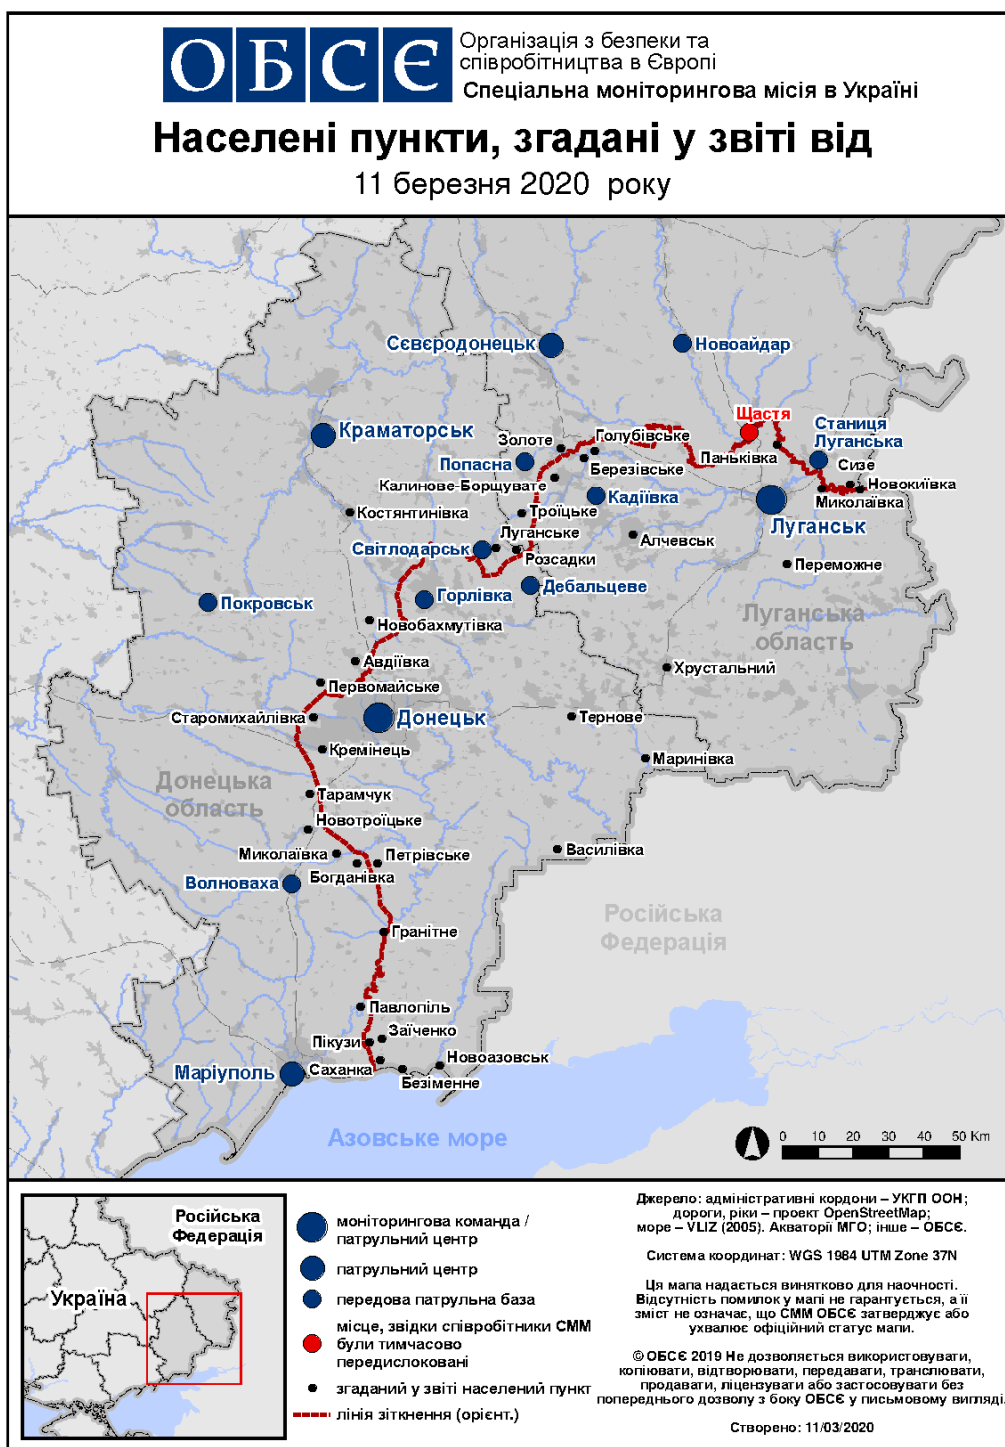 ОБСЄ
Організація з безпеки та
співробітництва в Європі
Спеціальна моніторингова місія в Україні
Населені пункти, згадані у звіті від
11 березня 2020 року
Сєвєродонецьк
Новоайдар
Щастя
Краматорськ
Золоте
Голубівське
Станиця
Луганська
Паньківка
Попасна
Березівське
Сизе
Калинове-Борщувате
Новокиївка
Кадіївка
Миколаївка
Костянтинівка
Троїцьке
Луганськ
Луганське
Алчевськ
Світлодарськ
Розсадки
Переможне
Дебальцеве
Покровськ
Горлівка
Луганська
область
Новобахмутівка
Авдіївка
Хрустальний
Первомайське
Старомихайлівка
Донецьк
Тернове
Кремінець
Маринівка
Донецька
область
Тарамчук
Новотроїцьке
Миколаївка
Петрівське
Василівка
Богданівка
Волноваха
Російська
Федерація
Гранітне
Павлопіль
Заїченко
Пікузи
Новоазовськ
Маріуполь
Саханка
Безіменне
Азовське море
0 10 20 30 40 50 Km
Російська
Федерація
Україна
моніторингова команда /
патрульний центр
патрульний центр
передова патрульна база
місце, звідки співробітники СММ
були тимчасово
передислоковані
згаданий у звіті населений пункт
лінія зіткнення (орієнт.)
Джерело: адміністративні кордони – УКГП ООН;
дороги, ріки – проект OpenStreetMap;
море – VLIZ (2005). Акваторії МГО; інше – ОБСЄ.
Система координат: WGS 1984 UTM Zone 37N
Ця мапа надається винятково для наочності.
Відсутність помилок у мапі не гарантується, а її
зміст не означає, що СММ ОБСЄ затверджує або
ухвалює офіційний статус мапи.
© ОБСЄ 2019 Не дозволяється використовувати,
копіювати, відтворювати, передавати, транслювати,
продавати, ліцензувати або застосовувати без
попереднього дозволу з боку ОБСЄ у письмовому вигляді.
Створено: 11/03/2020